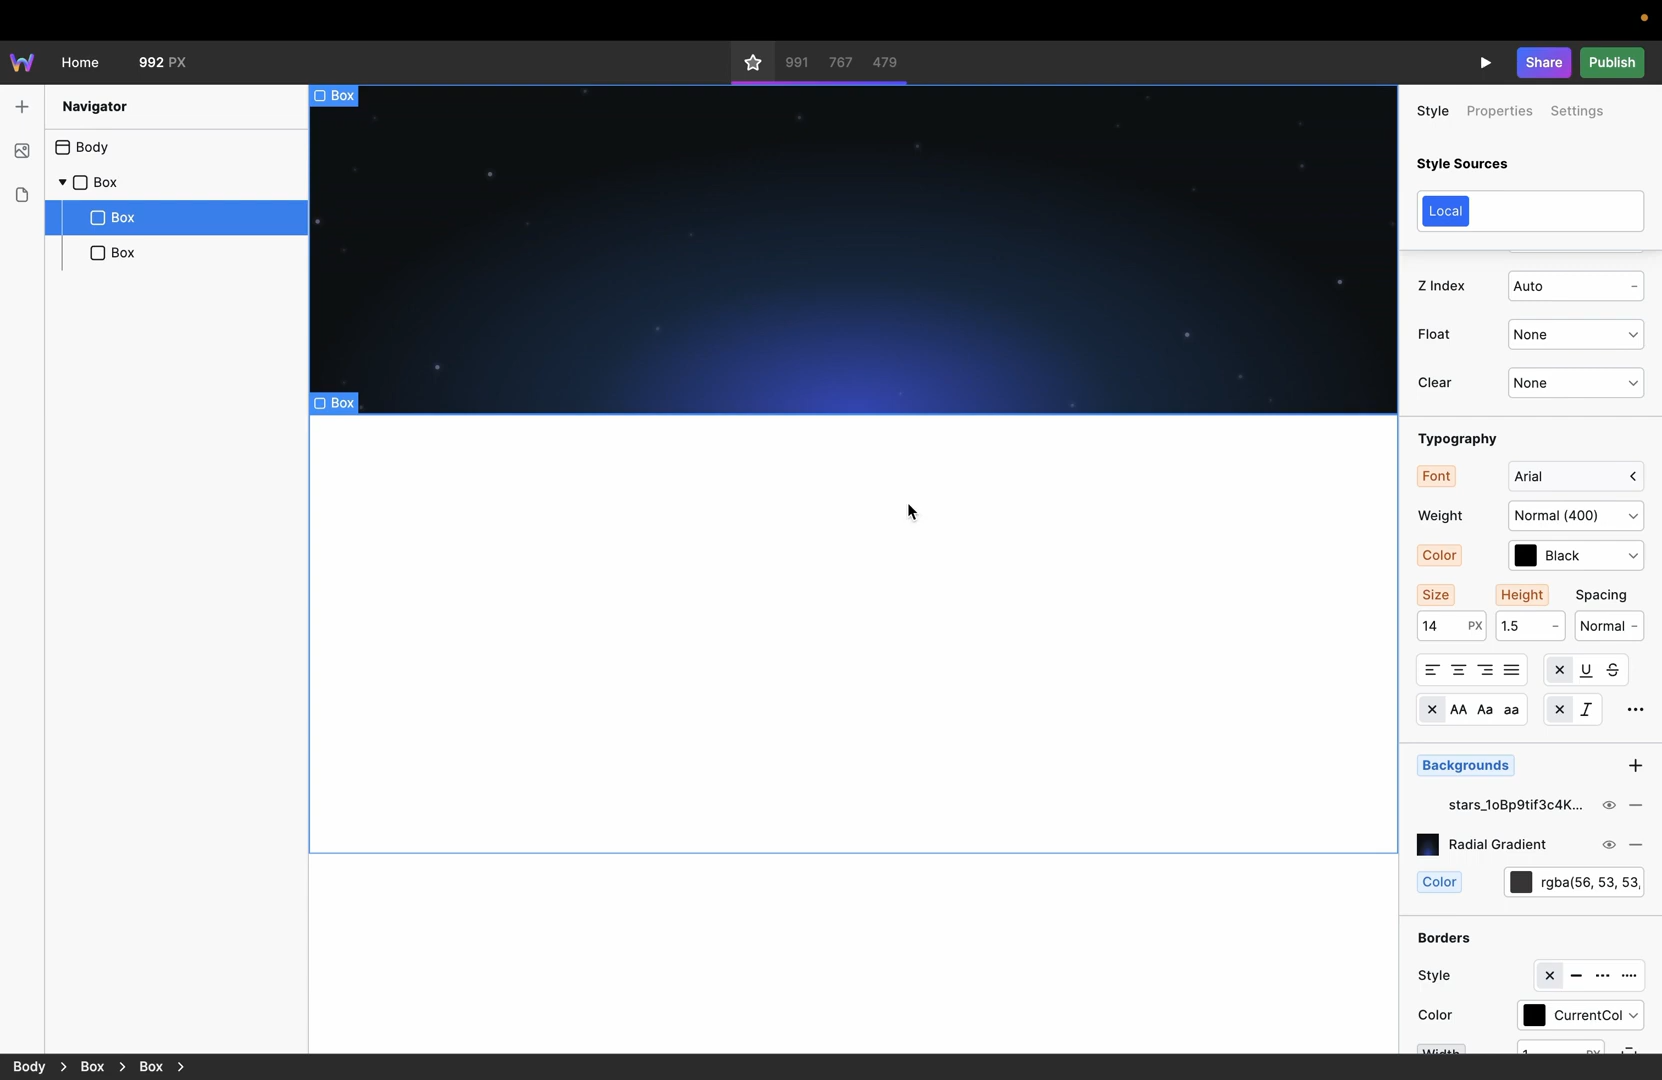 Home 992 PX 991 767 479 Share Publish
Navigator
Body
Box
Box
Box
Box
Box
Style Properties Settings
Style Sources
Local
Z Index Auto –
Float None
Clear None
Typography
Font Arial
Weight Normal (400)
Color Black
Size Height Spacing
14 PX 1.5 – Normal –
U S
AA Aa aa I
Backgrounds
stars_1oBp9tif3c4K...
Radial Gradient
Color rgba(56, 53, 53,
Borders
Style
Color CurrentCol
Width 1 PX
Body Box Box